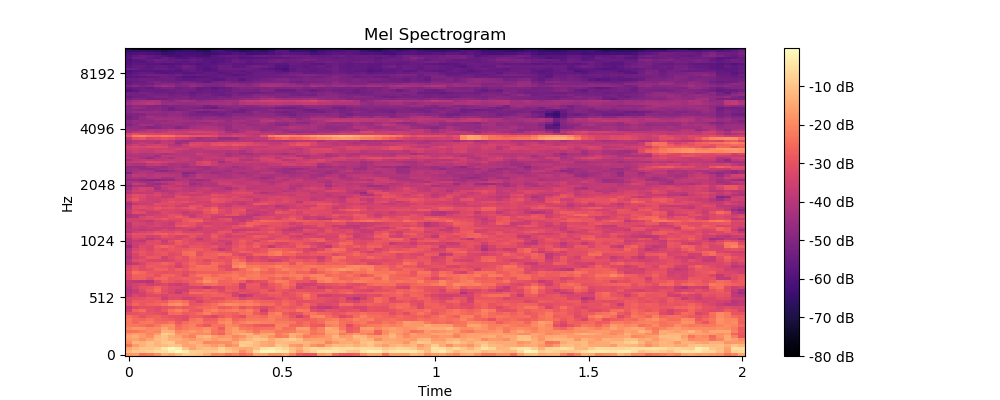 Mel Spectrogram
Hz
8192
4096
2048
1024
512
0
0
0.5
1
1.5
2
Time
-10 dB
-20 dB
-30 dB
-40 dB
-50 dB
-60 dB
-70 dB
-80 dB